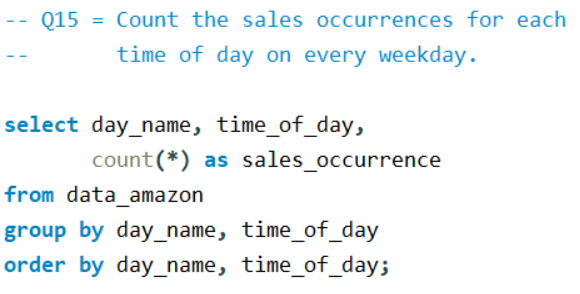 -- Q15 = Count the sales occurrences for each
--       time of day on every weekday.
select day_name, time_of_day,
       count(*) as sales_occurrence
from data_amazon
group by day_name, time_of_day
order by day_name, time_of_day;